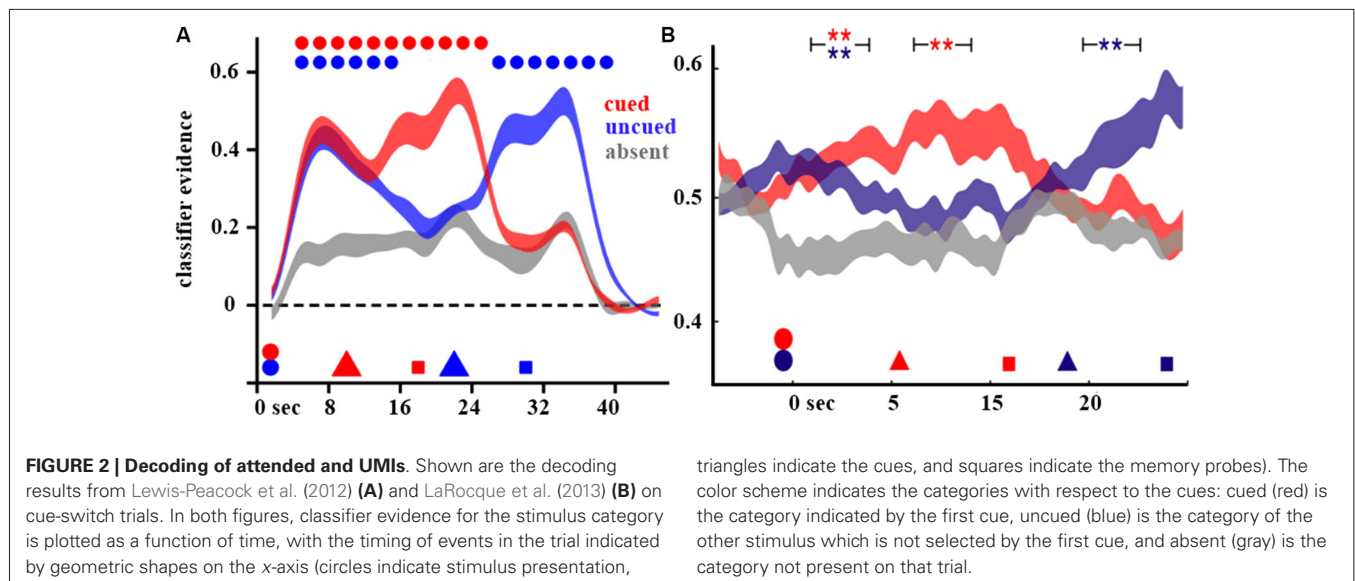 A
B
0.6
0.4
0.2
0
classifier evidence
cued
uncued
absent
0 sec 8 16 24 32 40
** ** **
**
0.6
0.5
0.4
0 sec 5 15 20
FIGURE 2 | Decoding of attended and UMIs. Shown are the decoding
results from Lewis-Peacock et al. (2012) (A) and LaRocque et al. (2013) (B) on
cue-switch trials. In both figures, classifier evidence for the stimulus category
is plotted as a function of time, with the timing of events in the trial indicated
by geometric shapes on the x-axis (circles indicate stimulus presentation,
triangles indicate the cues, and squares indicate the memory probes). The
color scheme indicates the categories with respect to the cues: cued (red) is
the category indicated by the first cue, uncued (blue) is the category of the
other stimulus which is not selected by the first cue, and absent (gray) is the
category not present on that trial.